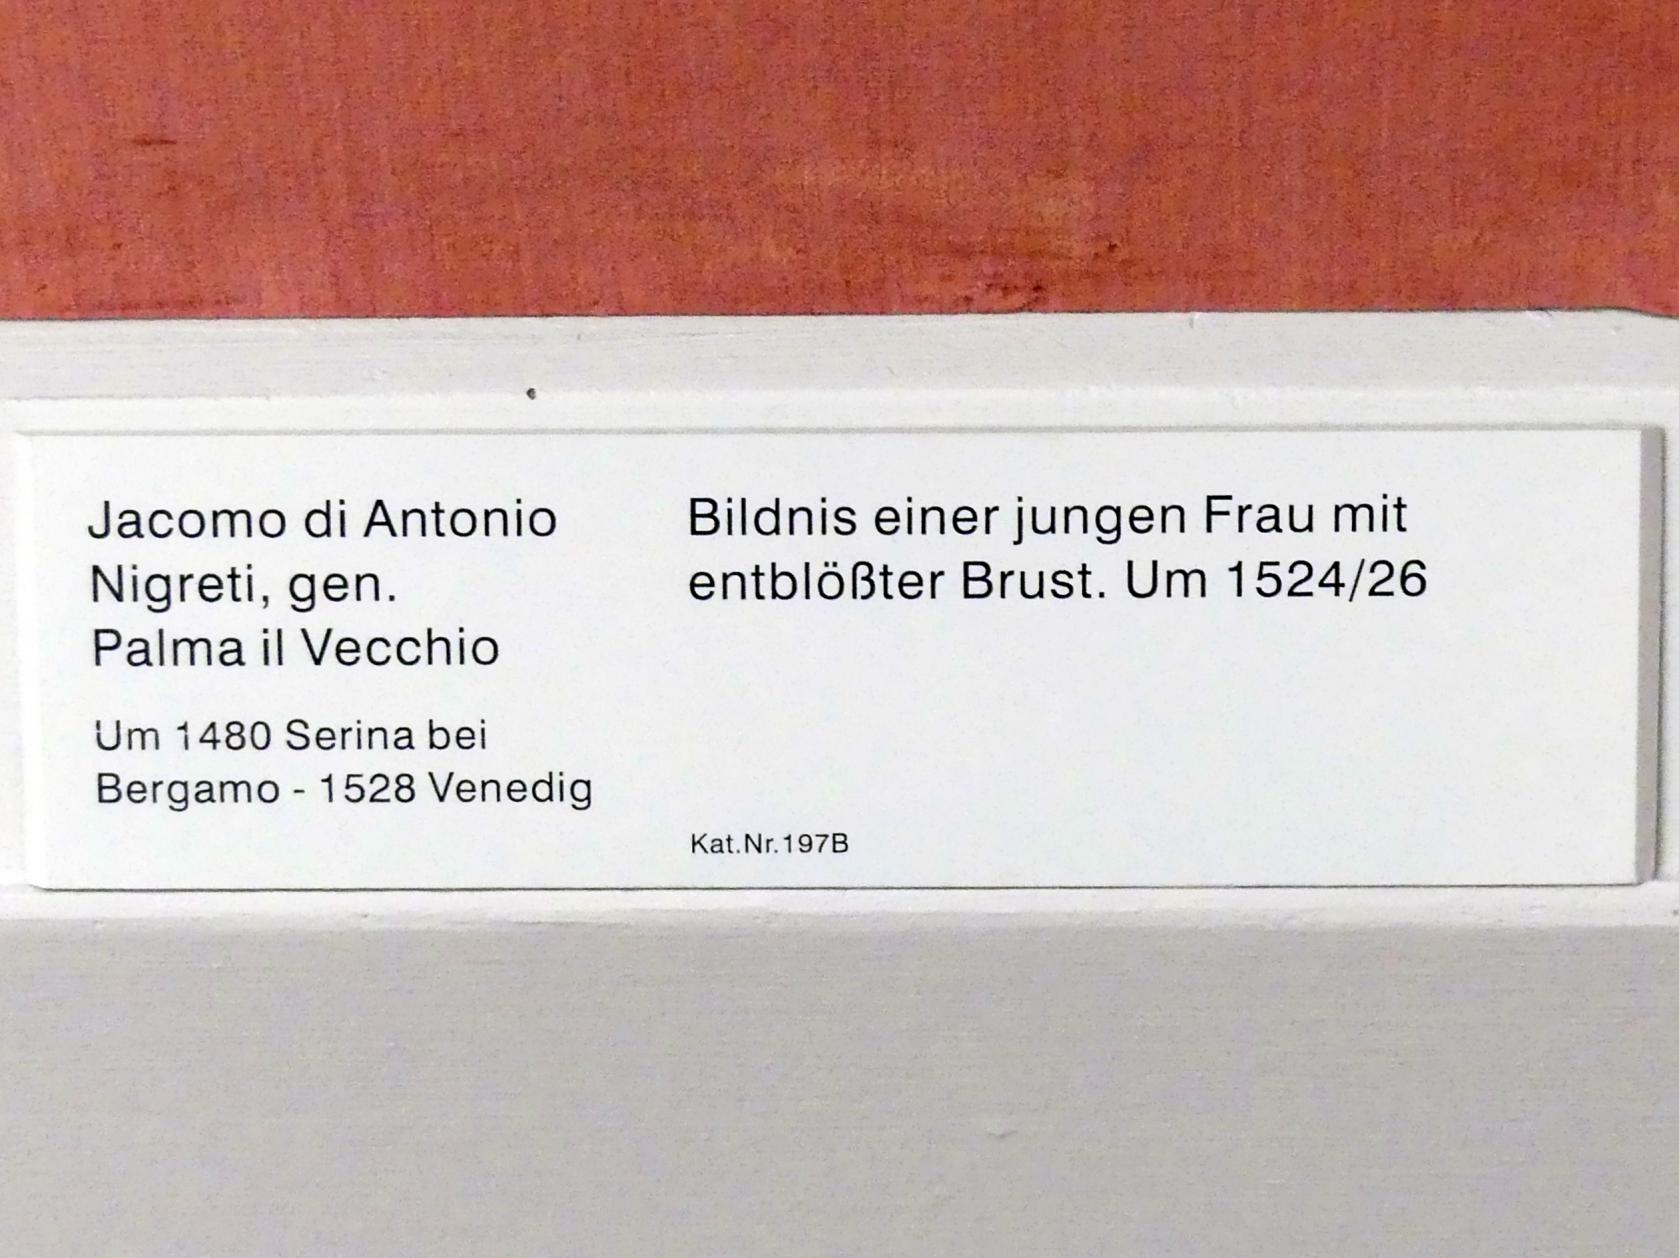 Jacomo di Antonio
Nigreti, gen.
Palma il Vecchio
Um 1480 Serina bei
Bergamo - 1528 Venedig
Bildnis einer jungen Frau mit
entblößter Brust. Um 1524/26
Kat.Nr.197B